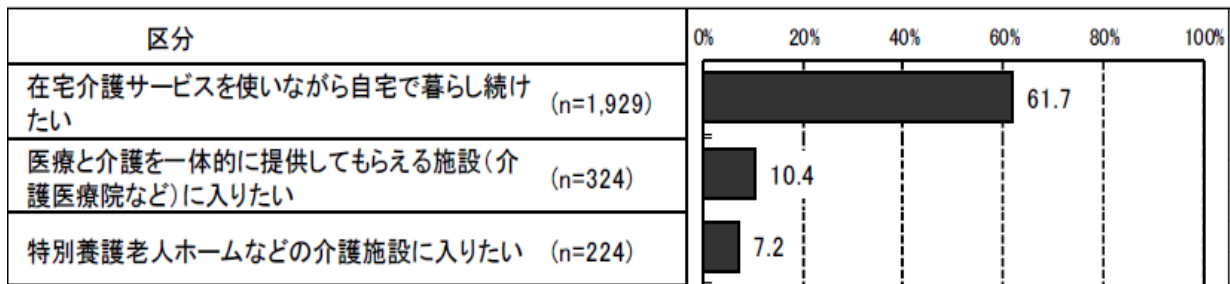 区分
0% 20% 40% 60% 80% 100%
在宅介護サービスを使いながら自宅で暮らし続け
たい
(n=1,929)
61.7
医療と介護を一体的に提供してもらえる施設(介
護医療院など)に入りたい
(n=324)
10.4
特別養護老人ホームなどの介護施設に入りたい (n=224)
7.2